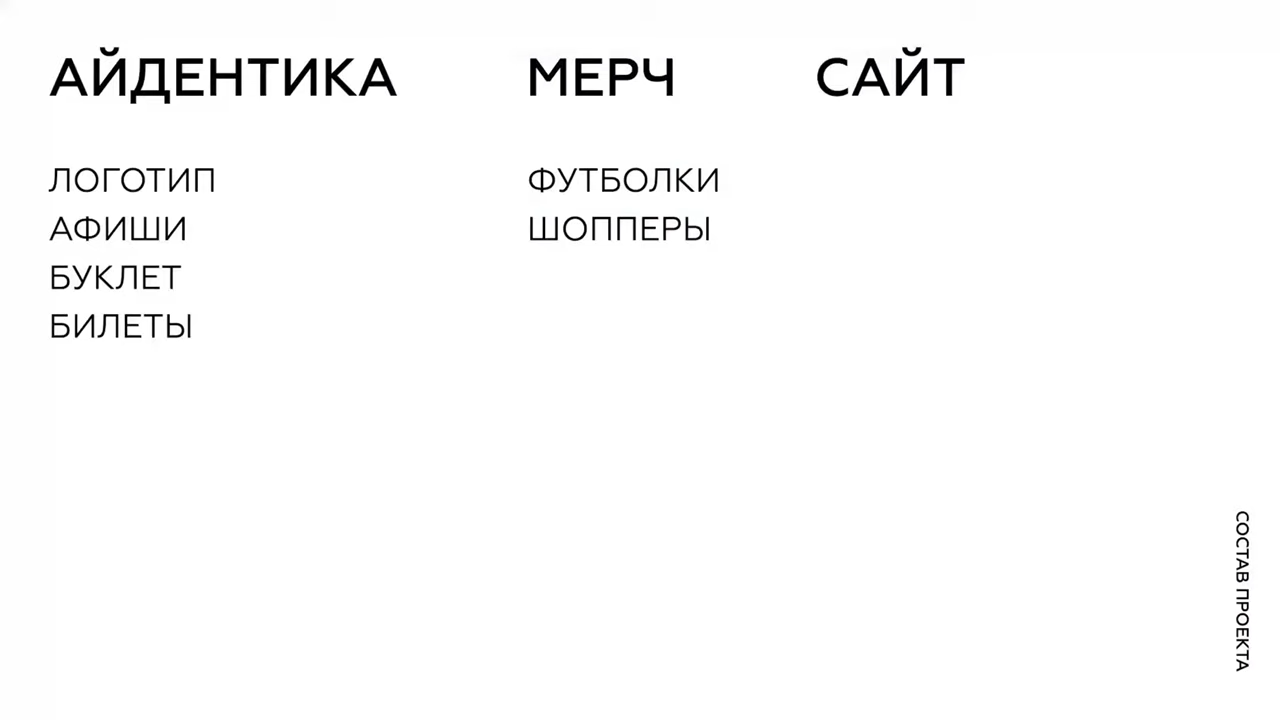 АЙДЕНТИКА
ЛОГОТИП
АФИШИ
БУКЛЕТ
БИЛЕТЫ
МЕРЧ
ФУТБОЛКИ
ШОППЕРЫ
САЙТ
СОСТАВ ПРОЕКТА